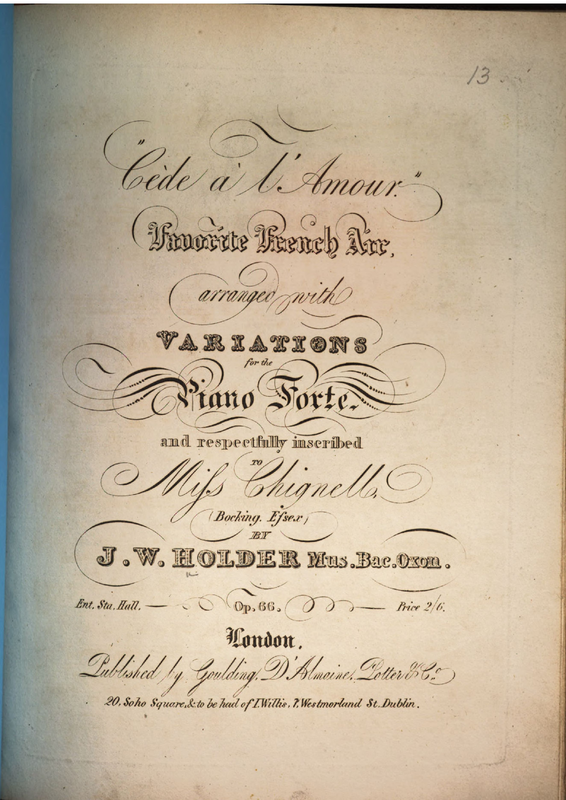 13
"Cède à l'Amour."
Favorite French Air,
arranged with
VARIATIONS
for the
Piano Forte,
and respectfully inscribed
TO
Miſs Chignell,
(Bocking. Eſsex)
BY
J. W. HOLDER Mus. Bac. Oxon.
Ent. Sta. Hall. Op. 66. Price 2/6.
London,
Published by Goulding, D'Almaine, Potter & Co.
20, Soho Square, & to be had of I. Willis, 7, Westmorland St. Dublin.